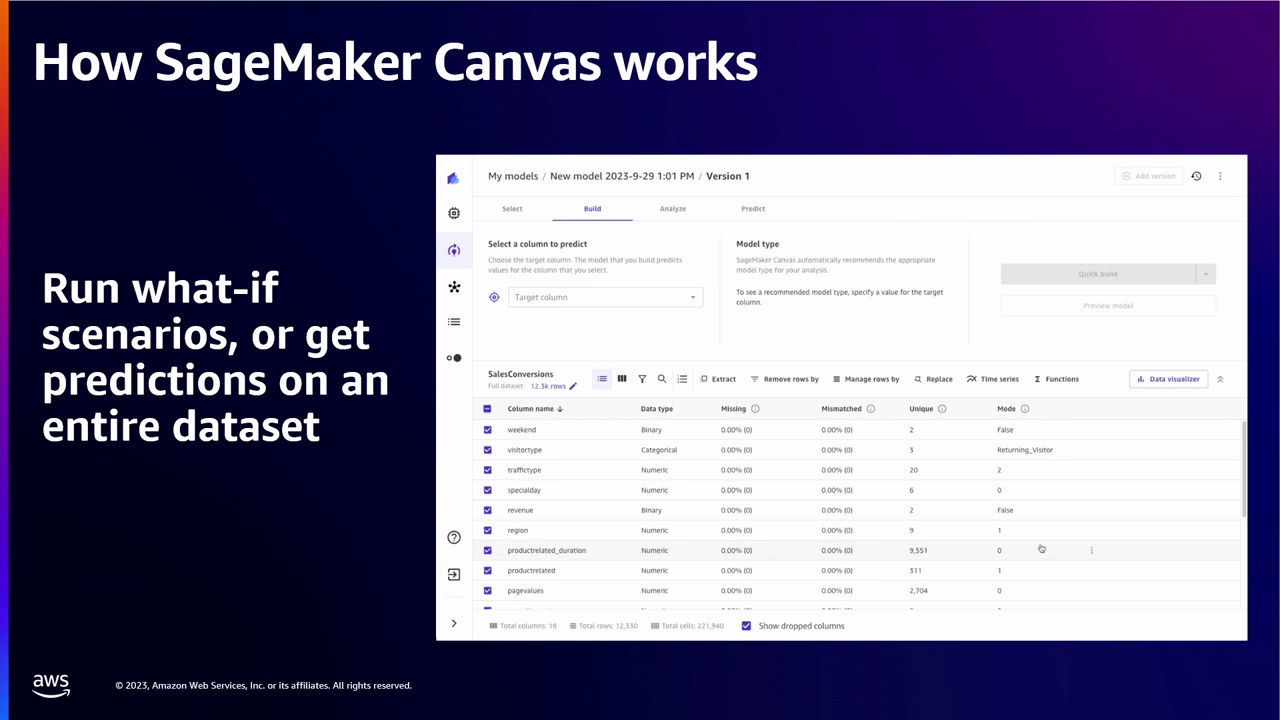 How SageMaker Canvas works
Run what-if
scenarios, or get
predictions on an
entire dataset
My models / New model 2023-9-29 1:01 PM / Version 1
Add version
Select Build Analyze Predict
Select a column to predict
Choose the target column. The model that you build predicts
values for the column that you select.
Target column
Model type
SageMaker Canvas automatically recommends the appropriate
model type for your analysis.
To see a recommended model type, specify a value for the target
column.
Quick build
Preview model
SalesConversions
Full dataset: 12.3k rows
Extract Remove rows by Manage rows by Replace Time series Functions Data visualizer
Column name Data type Missing Mismatched Unique Mode
weekend Binary 0.00% (0) 0.00% (0) 2 False
visitortype Categorical 0.00% (0) 0.00% (0) 3 Returning_Visitor
traffictype Numeric 0.00% (0) 0.00% (0) 20 2
specialday Numeric 0.00% (0) 0.00% (0) 6 0
revenue Binary 0.00% (0) 0.00% (0) 2 False
region Numeric 0.00% (0) 0.00% (0) 9 1
productrelated_duration Numeric 0.00% (0) 0.00% (0) 9,551 0
productrelated Numeric 0.00% (0) 0.00% (0) 311 1
pagevalues Numeric 0.00% (0) 0.00% (0) 2,704 0
Total columns: 18 Total rows: 12,330 Total cells: 221,940 Show dropped columns
aws
© 2023, Amazon Web Services, Inc. or its affiliates. All rights reserved.